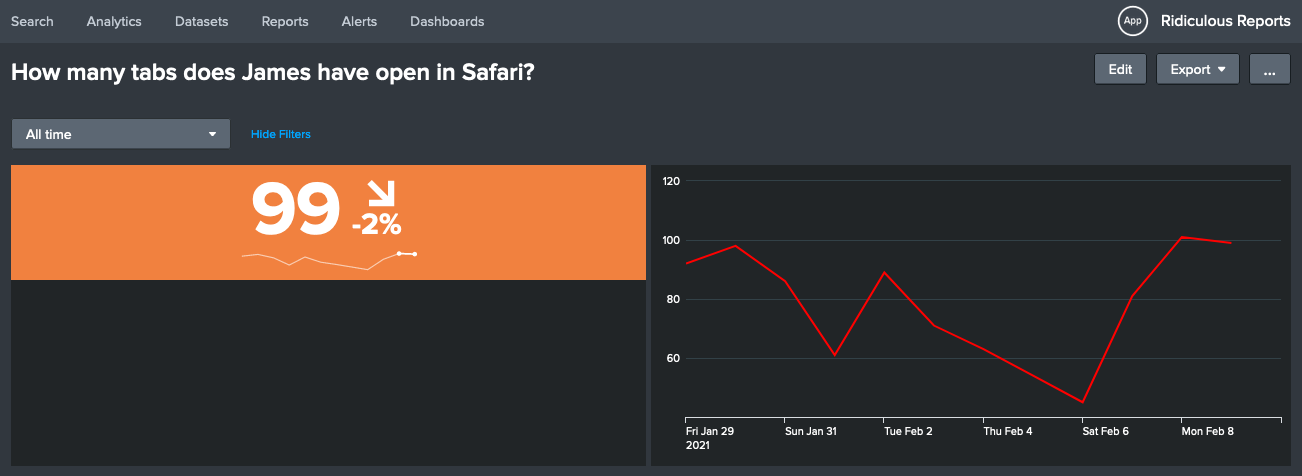 Search Analytics Datasets Reports Alerts Dashboards App Ridiculous Reports
How many tabs does James have open in Safari?
Edit Export ...
All time Hide Filters
99 -2%
120
100
80
60
Fri Jan 29 Sun Jan 31 Tue Feb 2 Thu Feb 4 Sat Feb 6 Mon Feb 8
2021